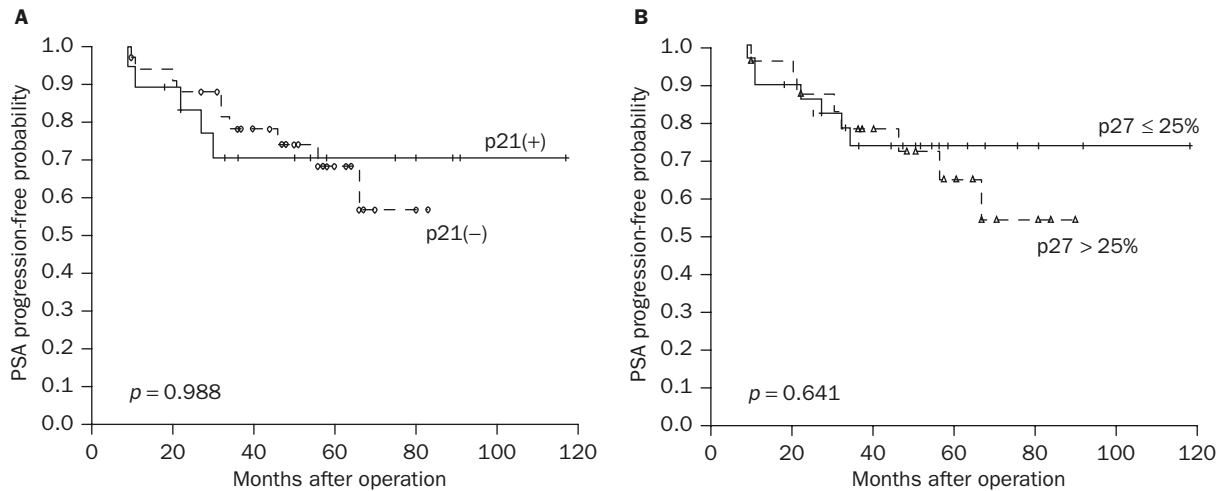 A
PSA progression-free probability
1.0
0.9
0.8
0.7
0.6
0.5
0.4
0.3
0.2
0.1
0.0
p21(+)
p21(−)
p = 0.988
0 20 40 60 80 100 120
Months after operation
B
PSA progression-free probability
1.0
0.9
0.8
0.7
0.6
0.5
0.4
0.3
0.2
0.1
0.0
p27 ≤ 25%
p27 > 25%
p = 0.641
0 20 40 60 80 100 120
Months after operation